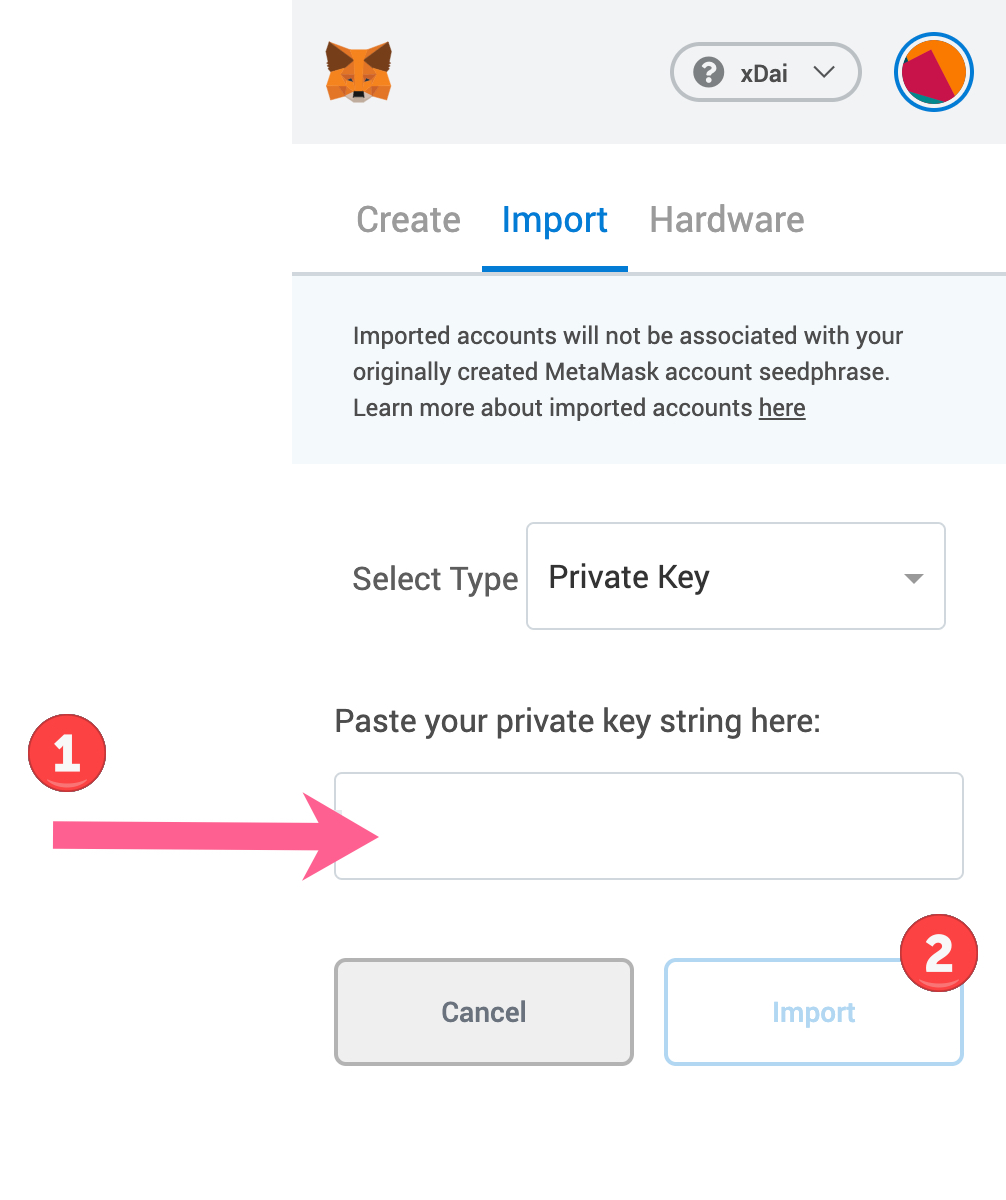 ? xDai
Create Import Hardware
Imported accounts will not be associated with your
originally created MetaMask account seedphrase.
Learn more about imported accounts here
Select Type Private Key
Paste your private key string here:
1
2
Cancel Import